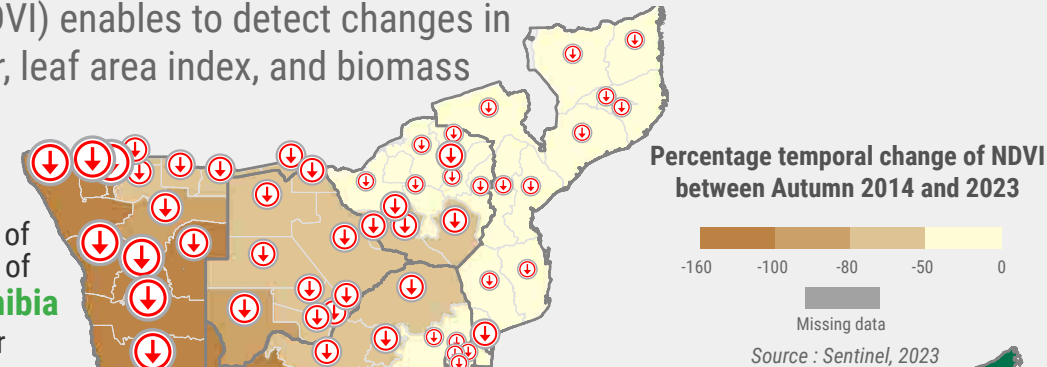 OVI) enables to detect changes in
r, leaf area index, and biomass
of
of
ibia
r
Percentage temporal change of NDVI
between Autumn 2014 and 2023
-160 -100 -80 -50 0
Missing data
Source : Sentinel, 2023